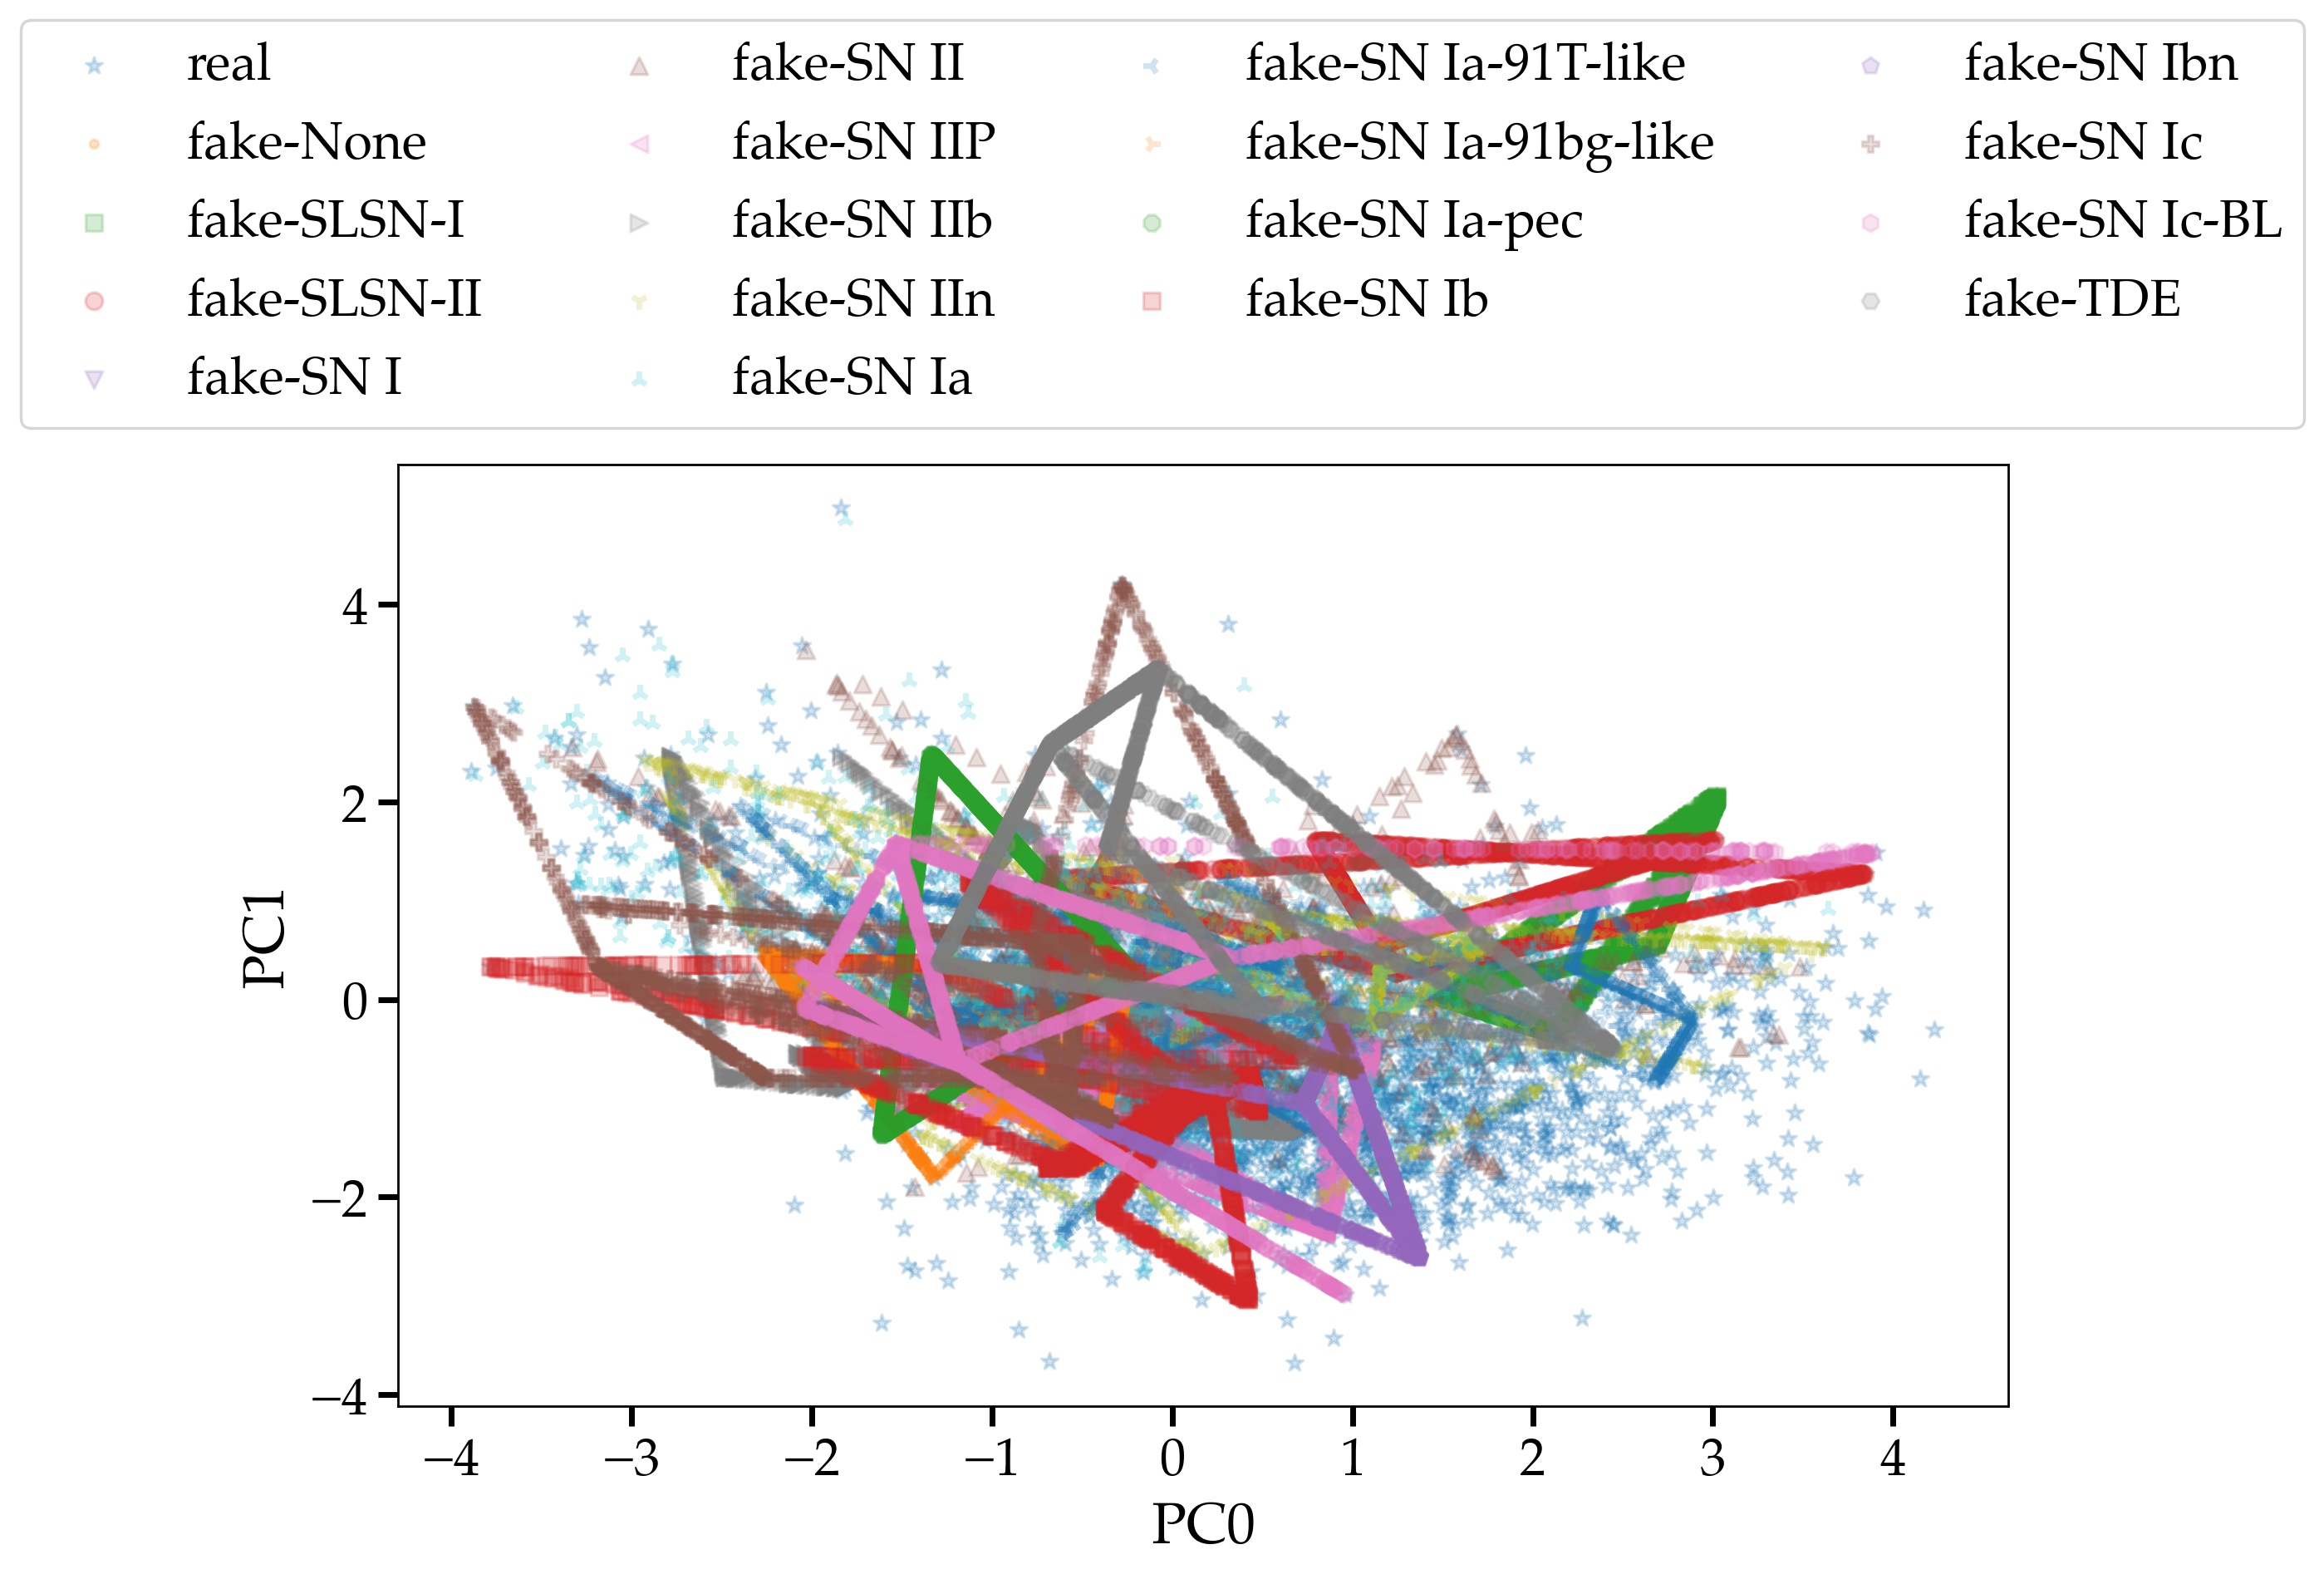 real
fake-None
fake-SLSN-I
fake-SLSN-II
fake-SN I
fake-SN II
fake-SN IIP
fake-SN IIb
fake-SN IIn
fake-SN Ia
fake-SN Ia-91T-like
fake-SN Ia-91bg-like
fake-SN Ia-pec
fake-SN Ib
fake-SN Ibn
fake-SN Ic
fake-SN Ic-BL
fake-TDE
PC1
4
2
0
−2
−4
−4 −3 −2 −1 0 1 2 3 4
PC0